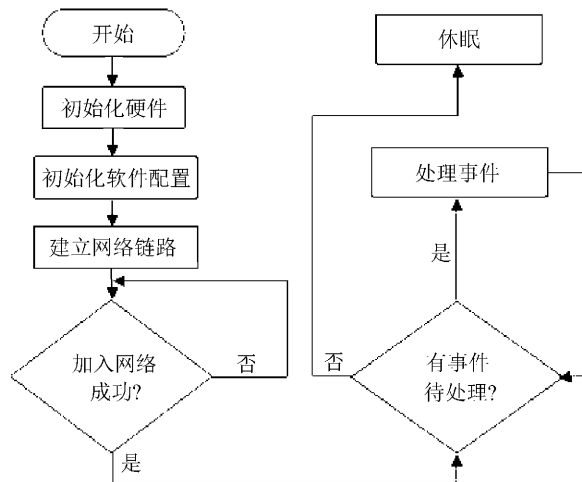 开始
初始化硬件
初始化软件配置
建立网络链路
加入网络
成功?
否
是
休眠
处理事件
是
有事件
待处理?
否